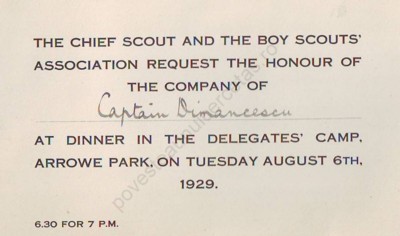 THE CHIEF SCOUT AND THE BOY SCOUTS'
ASSOCIATION REQUEST THE HONOUR OF
THE COMPANY OF
Captain Dimancescu
AT DINNER IN THE DELEGATES' CAMP,
ARROWE PARK, ON TUESDAY AUGUST 6TH,
1929.
6.30 FOR 7 P.M.